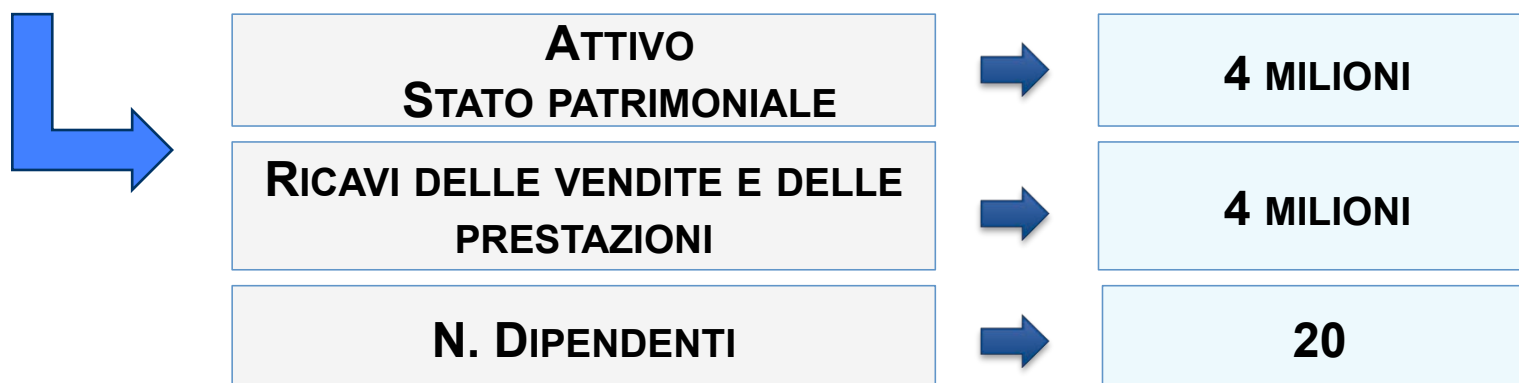 ATTIVO
STATO PATRIMONIALE
4 MILIONI
RICAVI DELLE VENDITE E DELLE
PRESTAZIONI
4 MILIONI
N. DIPENDENTI
20